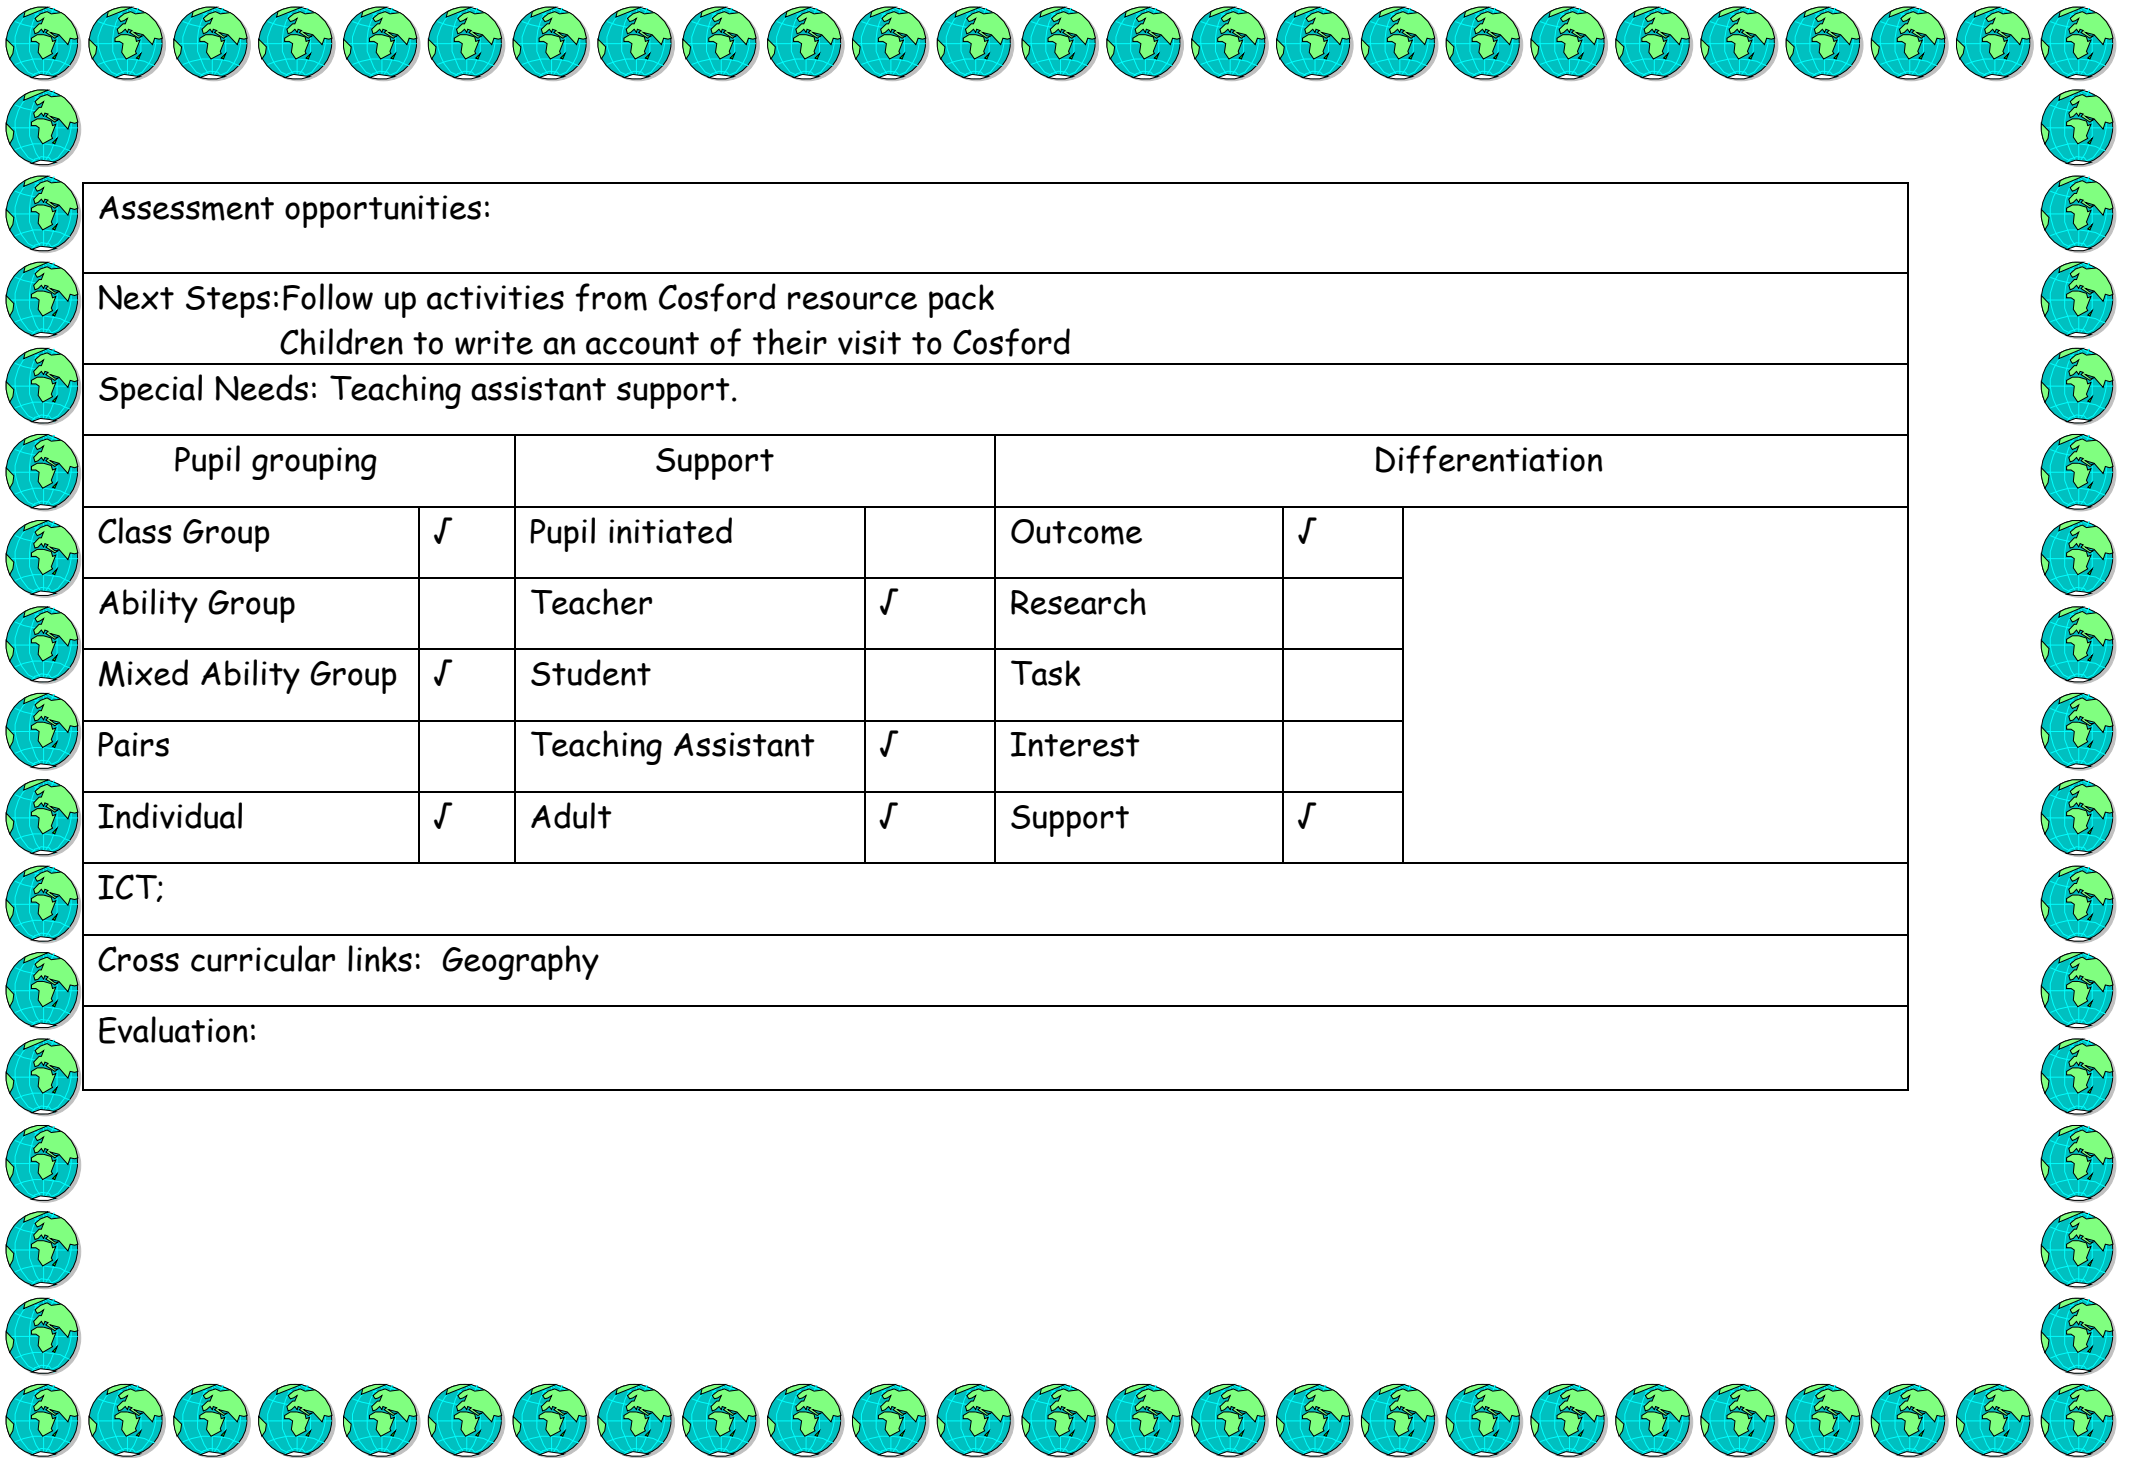 Assessment opportunities:
Next Steps:Follow up activities from Cosford resource pack
Children to write an account of their visit to Cosford
Special Needs: Teaching assistant support.
Pupil grouping Support Differentiation
Class Group √ Pupil initiated Outcome √
Ability Group Teacher √ Research
Mixed Ability Group √ Student Task
Pairs Teaching Assistant √ Interest
Individual √ Adult √ Support √
ICT;
Cross curricular links: Geography
Evaluation: